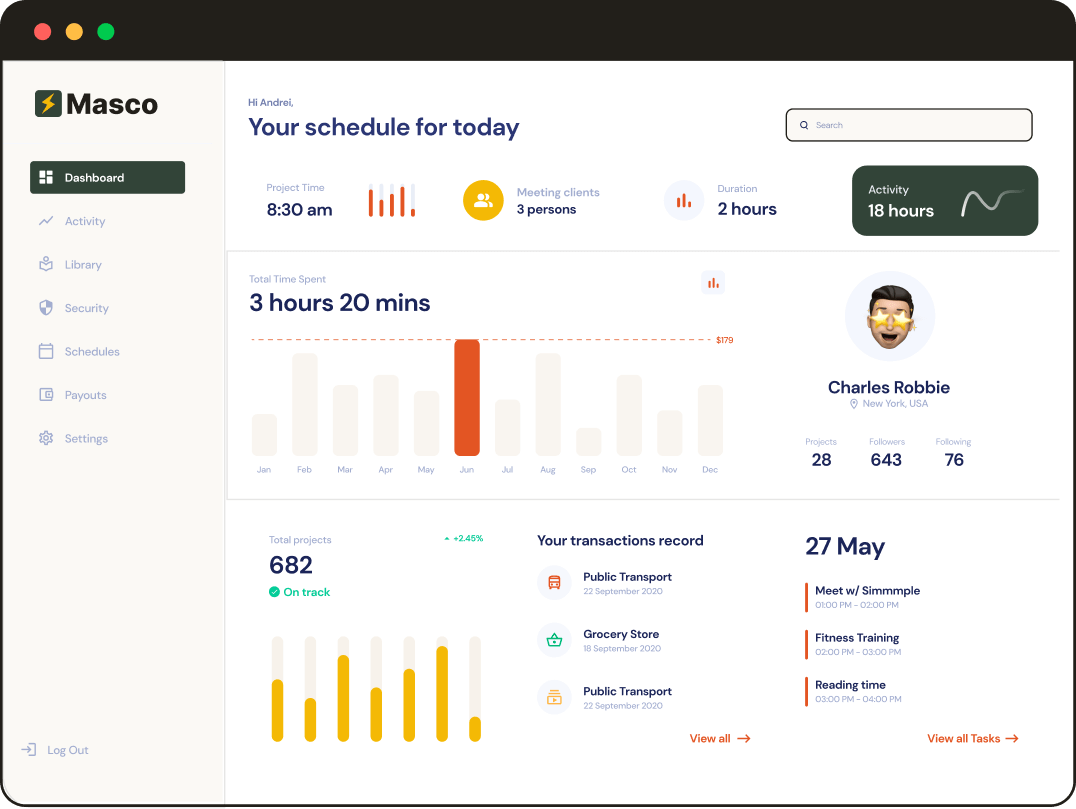 Masco
Dashboard
Activity
Library
Security
Schedules
Payouts
Settings
Log Out
Hi Andrei,
Your schedule for today
Search
Project Time
8:30 am
Meeting clients
3 persons
Duration
2 hours
Activity
18 hours
Total Time Spent
3 hours 20 mins
$179
Jan Feb Mar Apr May Jun Jul Aug Sep Oct Nov Dec
Charles Robbie
New York, USA
Projects Followers Following
28 643 76
Total projects
+2.45%
682
On track
Your transactions record
Public Transport
22 September 2020
Grocery Store
18 September 2020
Public Transport
22 September 2020
View all
27 May
Meet w/ Simmmple
01:00 PM - 02:00 PM
Fitness Training
02:00 PM - 03:00 PM
Reading time
03:00 PM - 04:00 PM
View all Tasks